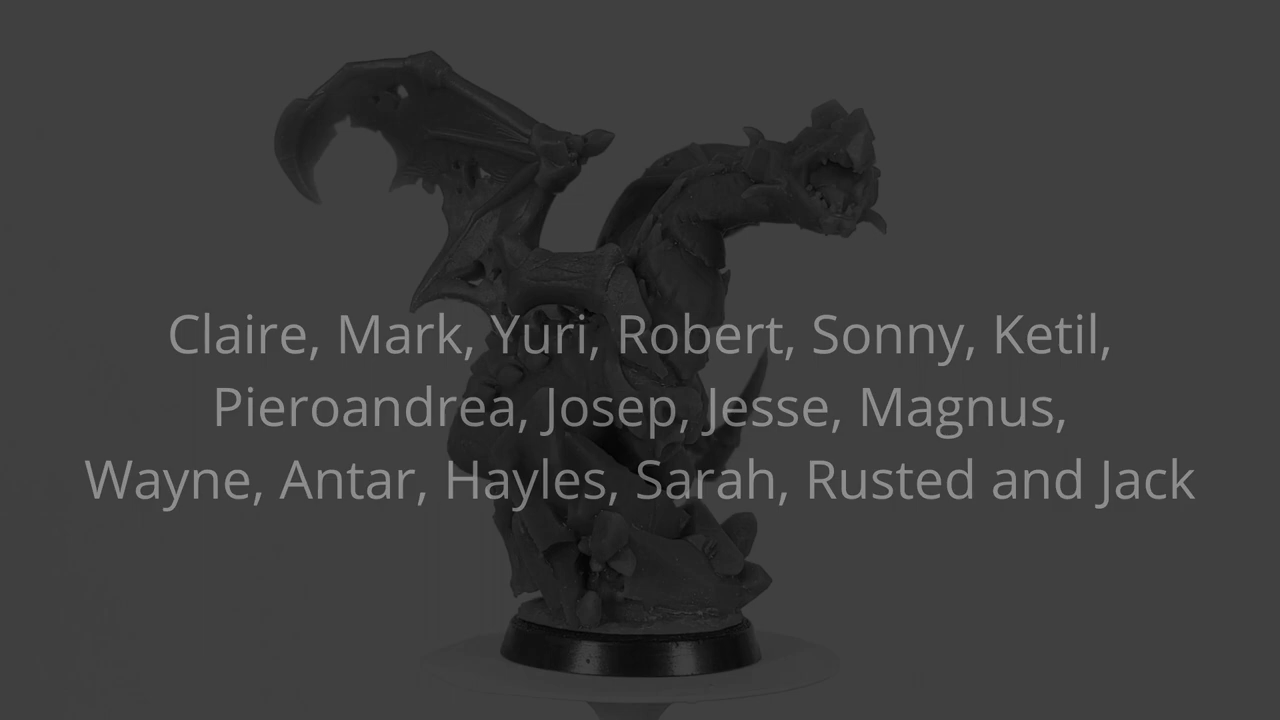 Claire, Mark, Yuri, Robert, Sonny, Ketil,
Pieroandrea, Josep, Jesse, Magnus,
Wayne, Antar, Hayles, Sarah, Rusted and Jack